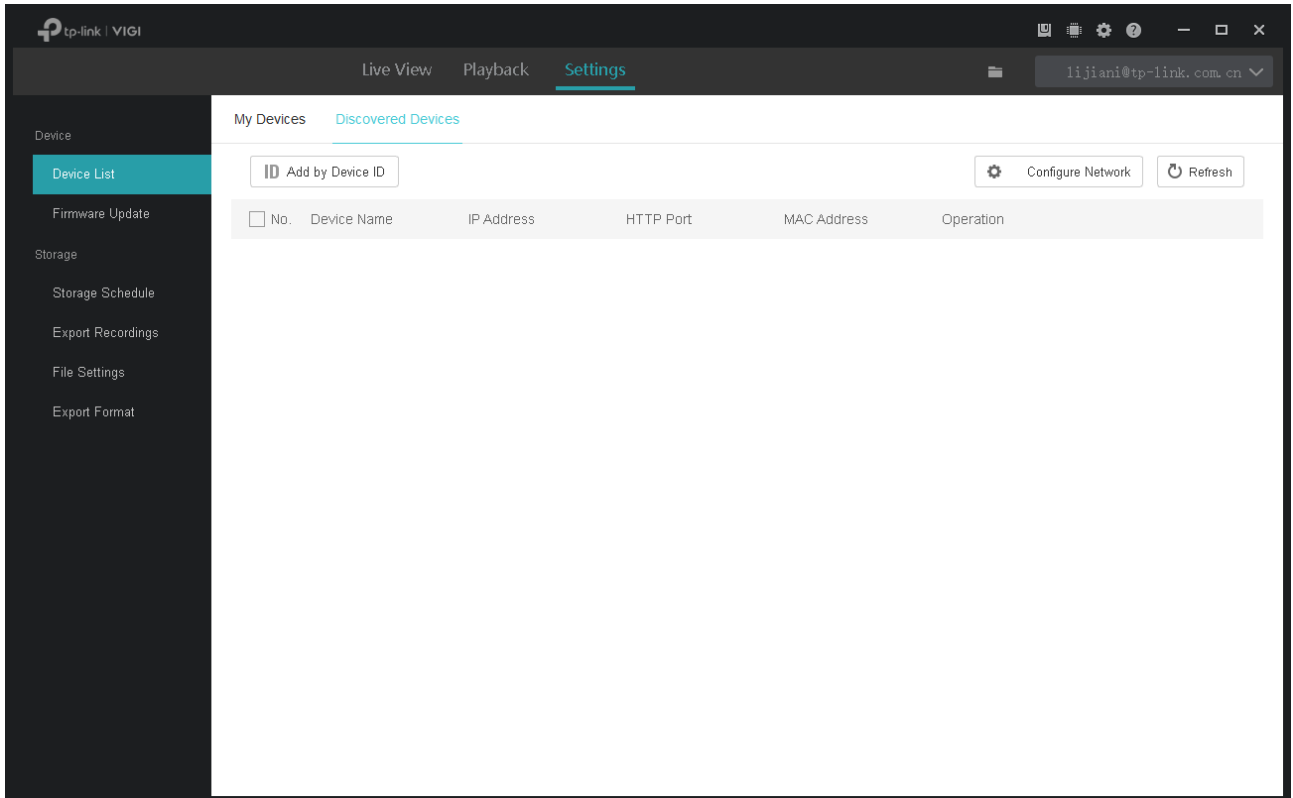 tp-link | VIGI
Live View Playback Settings lijiani@tp-link.com.cn
My Devices Discovered Devices
Device
Device List
Firmware Update
Storage
Storage Schedule
Export Recordings
File Settings
Export Format
ID Add by Device ID Configure Network Refresh
No. Device Name IP Address HTTP Port MAC Address Operation